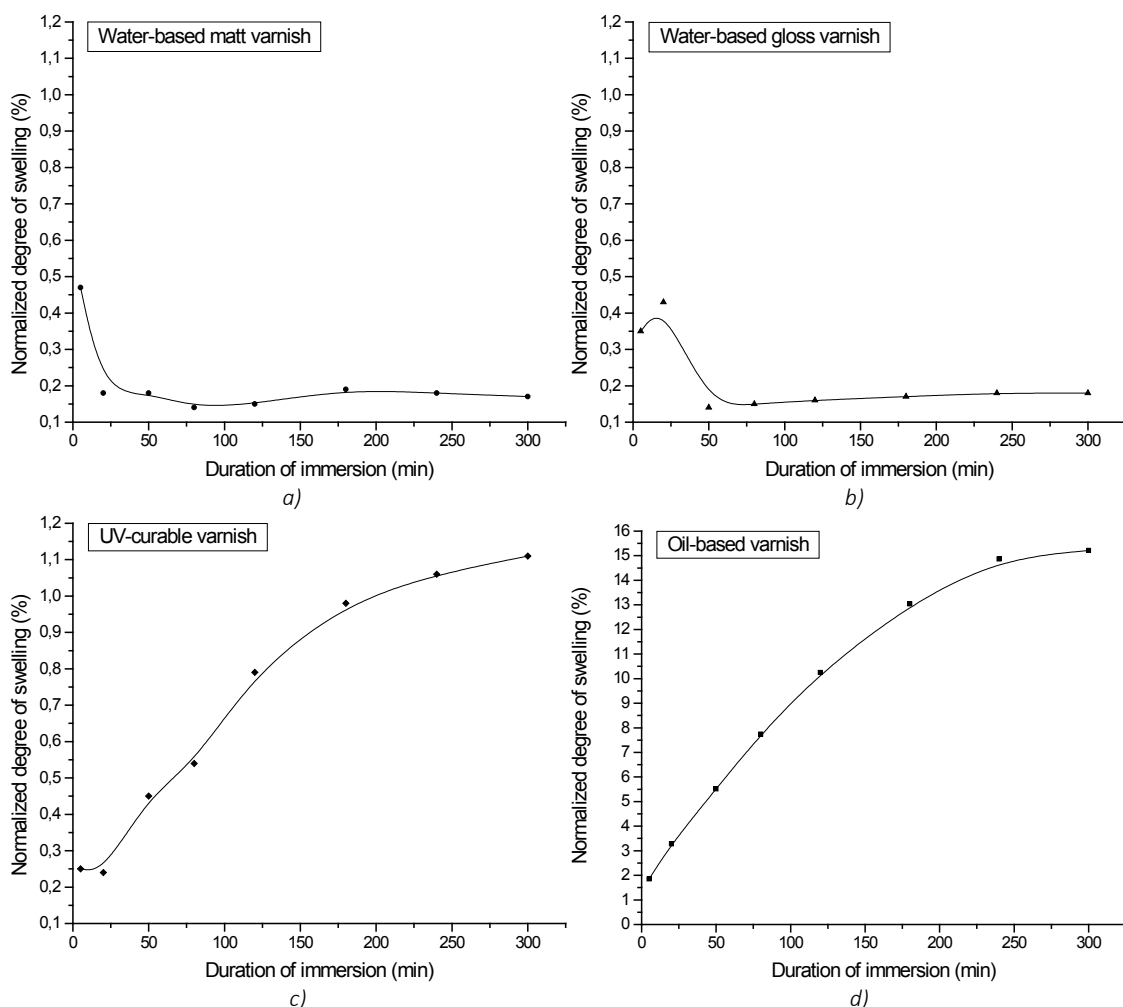 Water-based matt varnish
Normalized degree of swelling (%)
1,2
1,1
1,0
0,9
0,8
0,7
0,6
0,5
0,4
0,3
0,2
0,1
0 50 100 150 200 250 300
Duration of immersion (min)
a)
Water-based gloss varnish
Normalized degree of swelling (%)
1,2
1,1
1,0
0,9
0,8
0,7
0,6
0,5
0,4
0,3
0,2
0,1
0 50 100 150 200 250 300
Duration of immersion (min)
b)
UV-curable varnish
Normalized degree of swelling (%)
1,2
1,1
1,0
0,9
0,8
0,7
0,6
0,5
0,4
0,3
0,2
0,1
0 50 100 150 200 250 300
Duration of immersion (min)
c)
Oil-based varnish
Normalized degree of swelling (%)
16
15
14
13
12
11
10
9
8
7
6
5
4
3
2
1
0
0 50 100 150 200 250 300
Duration of immersion (min)
d)